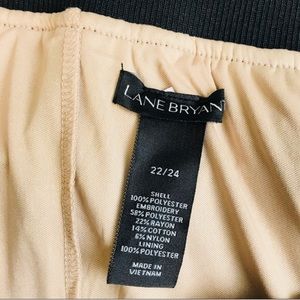 LANE BRYANT
22/24
SHELL
100% POLYESTER
EMBROIDERY
58% POLYESTER
22% RAYON
14% COTTON
6% NYLON
LINING
100% POLYESTER
MADE IN
VIETNAM